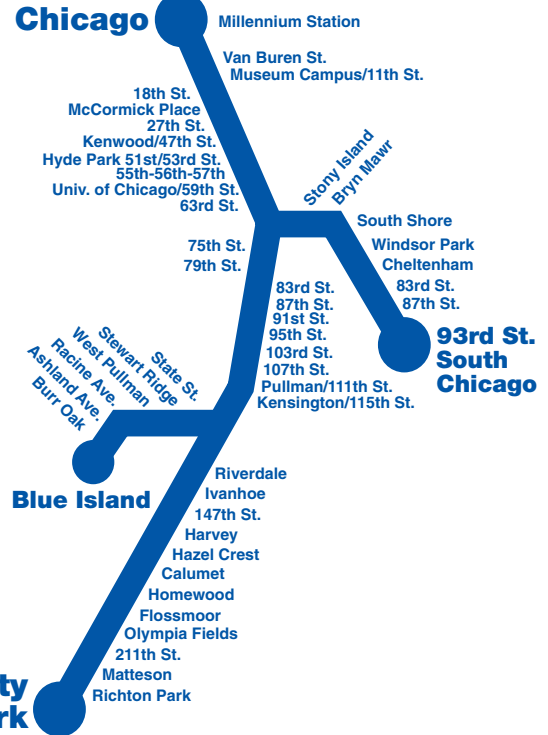 Chicago
Millennium Station
Van Buren St.
Museum Campus/11th St.
18th St.
McCormick Place
27th St.
Kenwood/47th St.
Hyde Park 51st/53rd St.
55th-56th-57th
Univ. of Chicago/59th St.
63rd St.
Stony Island
Bryn Mawr
South Shore
Windsor Park
Cheltenham
83rd St.
87th St.
93rd St.
South
Chicago
75th St.
79th St.
83rd St.
87th St.
91st St.
95th St.
103rd St.
107th St.
Pullman/111th St.
Kensington/115th St.
State St.
Stewart Ridge
West Pullman
Racine Ave.
Ashland Ave.
Burr Oak
Blue Island
Riverdale
Ivanhoe
147th St.
Harvey
Hazel Crest
Calumet
Homewood
Flossmoor
Olympia Fields
211th St.
Matteson
Richton Park
ty
rk